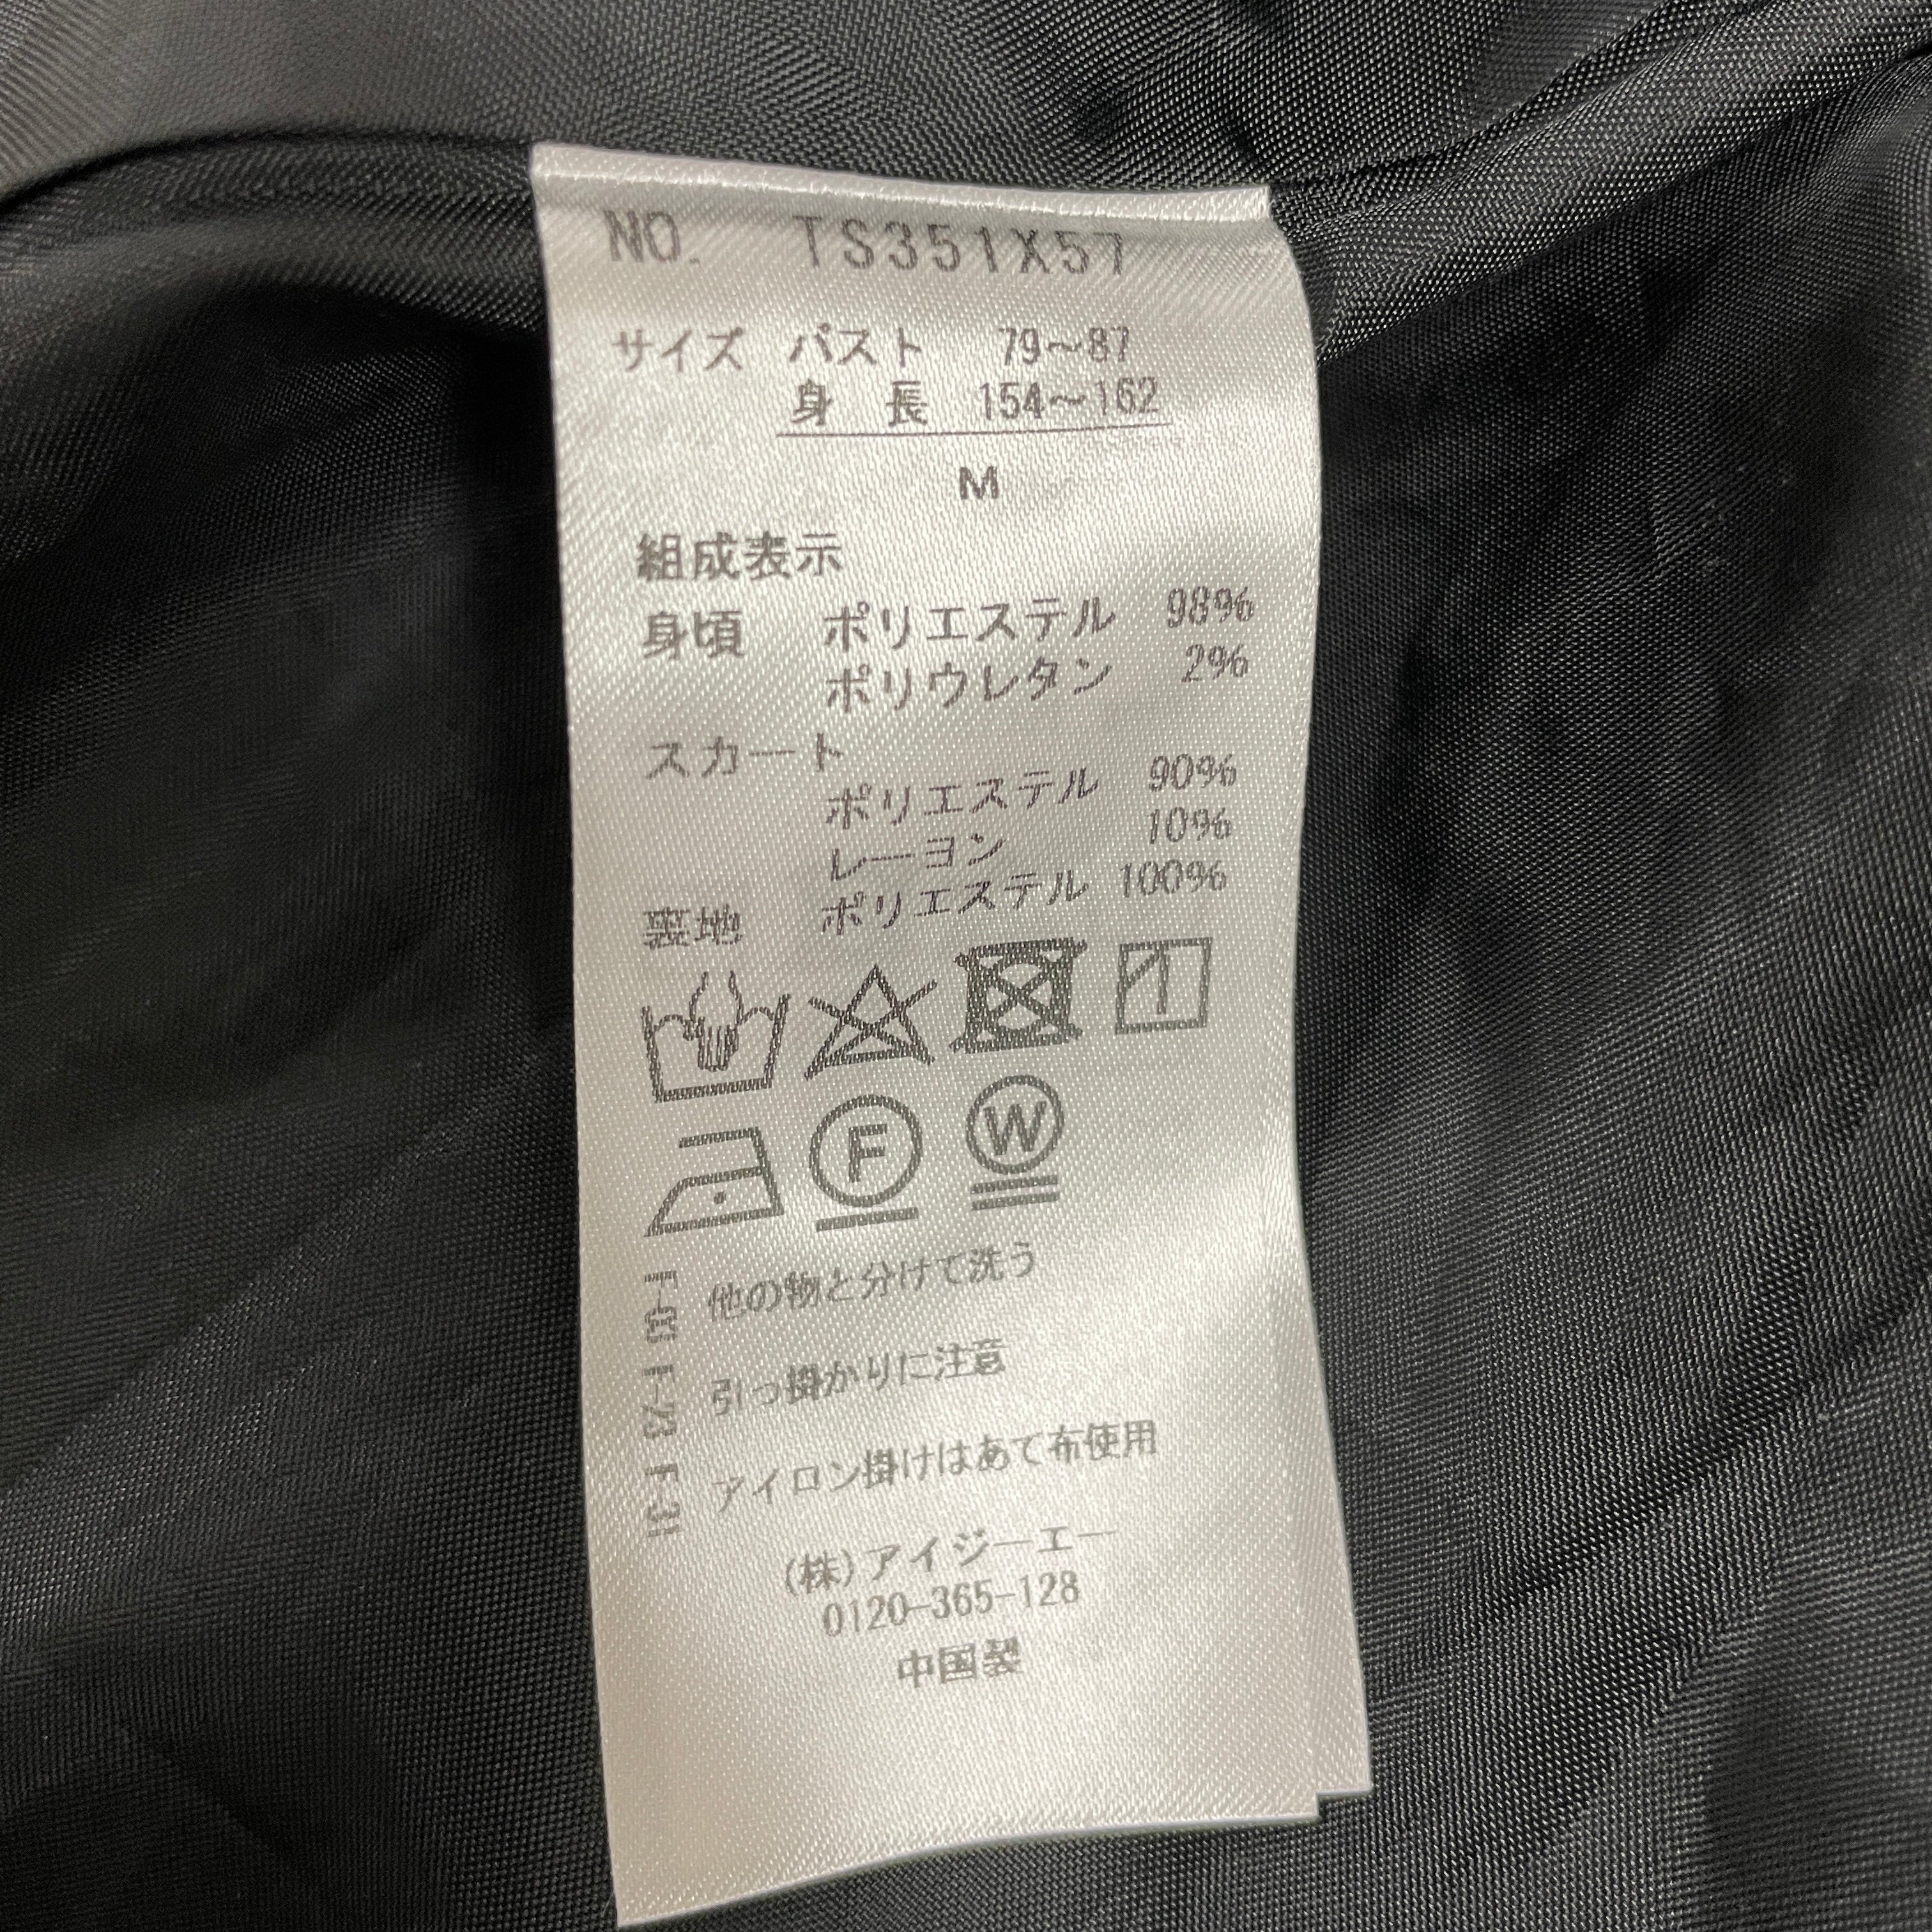 NO. TS351X57
サイズ バスト 79〜87
身 長 154〜162
M
組成表示
身頃 ポリエステル 98%
ポリウレタン 2%
スカート
ポリエステル 90%
レーヨン 10%
裏地 ポリエステル 100%
F
W
他の物と分けて洗う
引っ掛かりに注意
アイロン掛けはあて布使用
F-05 F-23 F-31
(株)アイジーエー
0120-365-128
中国製